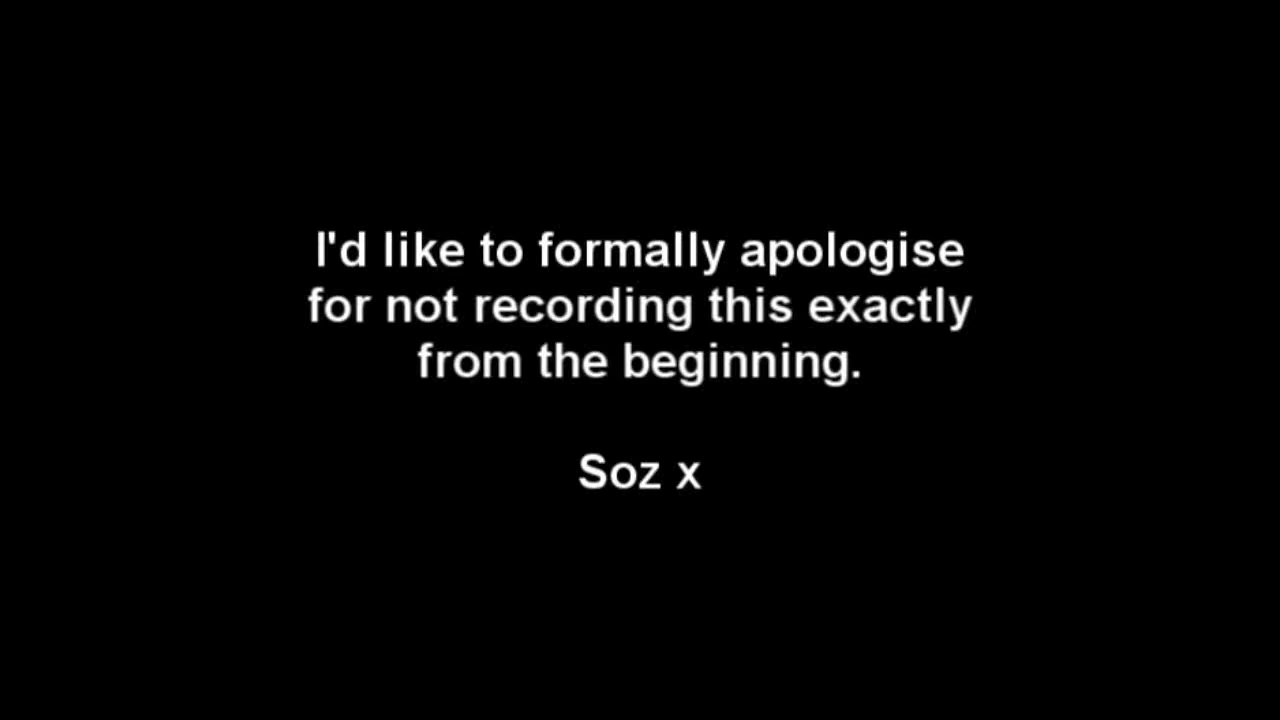 I'd like to formally apologise
for not recording this exactly
from the beginning.
Soz x